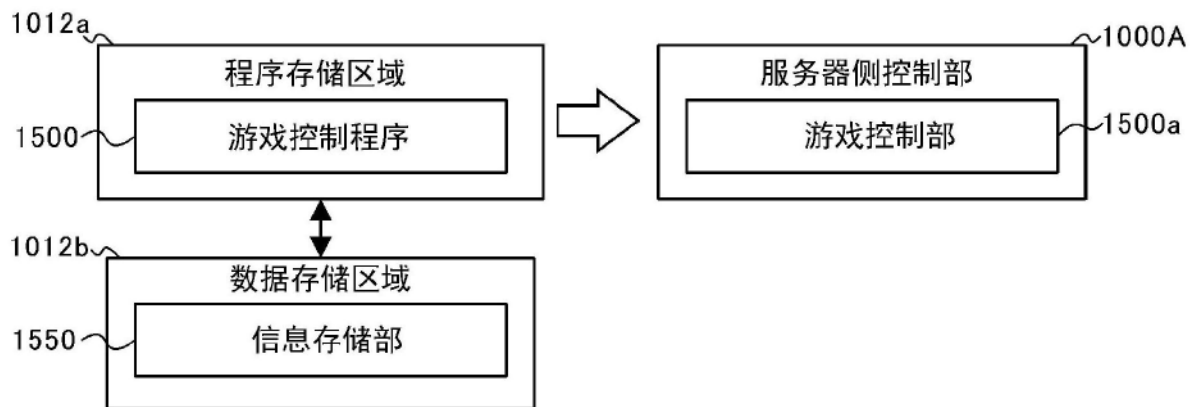 1012a
程序存储区域
1500
游戏控制程序
1000A
服务器侧控制部
游戏控制部
1500a
1012b
数据存储区域
1550
信息存储部